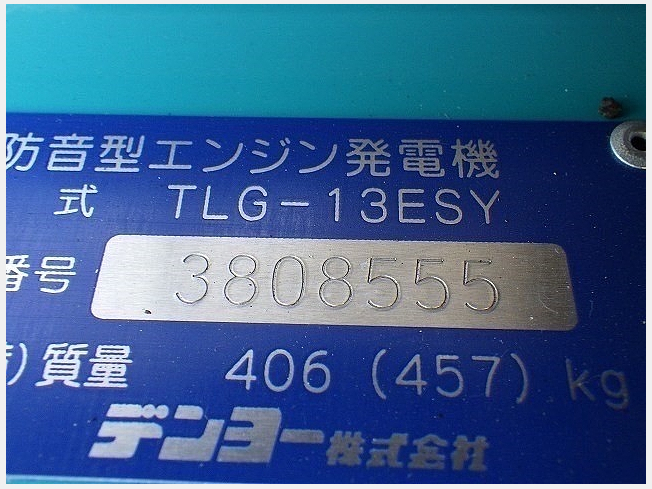 防音型エンジン発電機
式 TLG-13ESY
番号 3808555
)質量 406 (457) kg
デンヨー株式会社